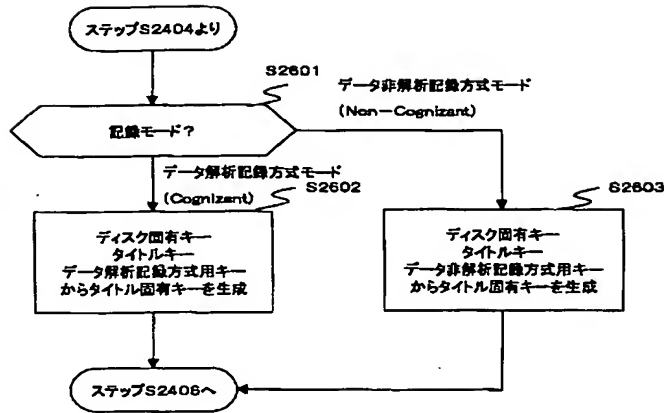 ステップS2404より
S2601
データ非解析記録方式モード
(Non-Cognizant)
記録モード?
データ解析記録方式モード
(Cognizant)
S2602
S2603
ディスク固有キー
タイトルキー
データ解析記録方式用キー
からタイトル固有キーを生成
ディスク固有キー
タイトルキー
データ非解析記録方式用キー
からタイトル固有キーを生成
ステップS2406へ